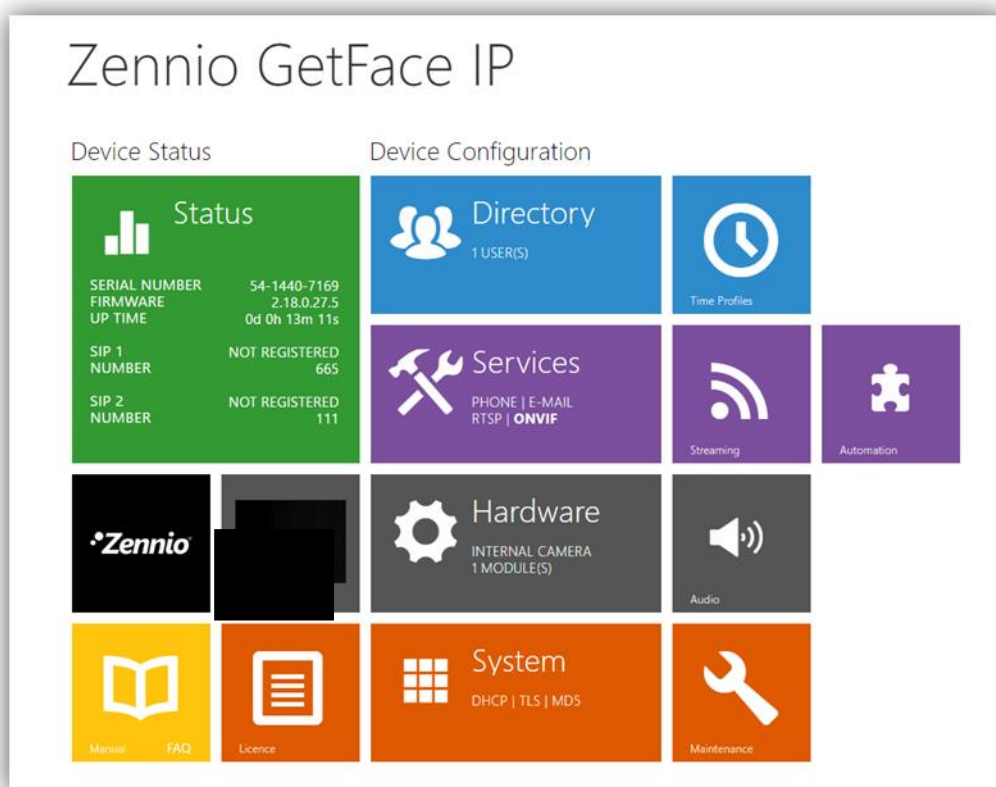 Zennio GetFace IP
Device Status
Device Configuration
Status
SERIAL NUMBER 54-1440-7169
FIRMWARE 2.18.0.27.5
UP TIME 0d 0h 13m 11s
SIP 1 NOT REGISTERED
NUMBER 665
SIP 2 NOT REGISTERED
NUMBER 111
Directory
1 USER(S)
Time Profiles
Services
PHONE | E-MAIL
RTSP | ONVIF
Streaming
Automation
Zennio
Hardware
INTERNAL CAMERA
1 MODULE(S)
Audio
Manual FAQ
Licence
System
DHCP | TLS | MD5
Maintenance